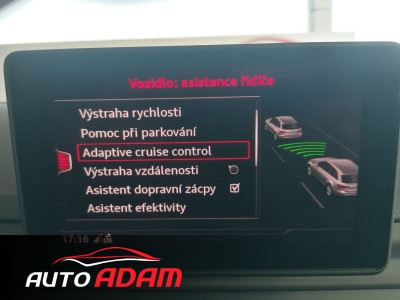 Vozidlo: asistence řidiče
Výstraha rychlosti
Pomoc při parkování
Adaptive cruise control
Výstraha vzdálenosti
Asistent dopravní zácpy
Asistent efektivity
17:16
AUTO ADAM